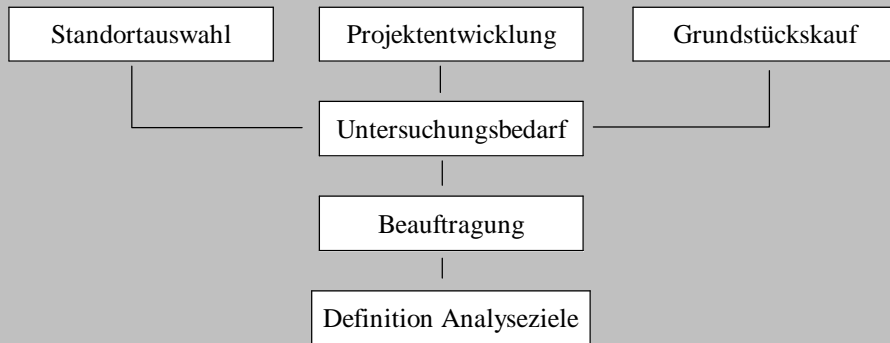 Standortauswahl
Projektentwicklung
Grundstückskauf
Untersuchungsbedarf
Beauftragung
Definition Analyseziele